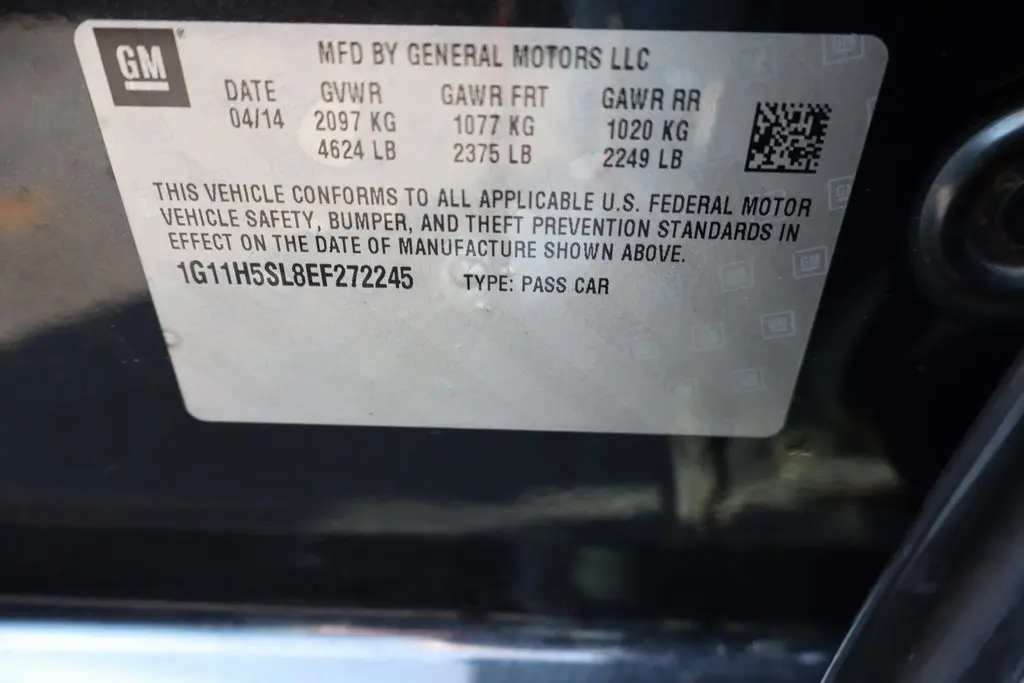 GM
MFD BY GENERAL MOTORS LLC
DATE GVWR GAWR FRT GAWR RR
04/14 2097 KG 1077 KG 1020 KG
4624 LB 2375 LB 2249 LB
THIS VEHICLE CONFORMS TO ALL APPLICABLE U.S. FEDERAL MOTOR
VEHICLE SAFETY, BUMPER, AND THEFT PREVENTION STANDARDS IN
EFFECT ON THE DATE OF MANUFACTURE SHOWN ABOVE.
1G11H5SL8EF272245 TYPE: PASS CAR